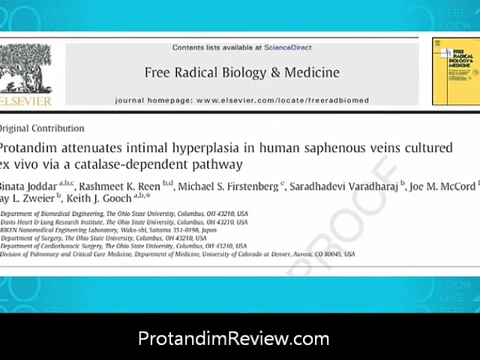 Contents lists available at ScienceDirect
Free Radical Biology & Medicine
journal homepage: www.elsevier.com/locate/freeradbiomed
ELSEVIER
FREE
RADICAL
BIOLOGY &
MEDICINE
Original Contribution
Protandim attenuates intimal hyperplasia in human saphenous veins cultured
ex vivo via a catalase-dependent pathway
Binata Joddar a,b,c, Rashmeet K. Reen b,d, Michael S. Firstenberg e, Saradhadevi Varadharaj b, Joe M. McCord
Jay L. Zweier b, Keith J. Gooch a,b,*
Department of Biomedical Engineering, The Ohio State University, Columbus, OH 43210, USA
Davis Heart & Lung Research Institute, The Ohio State University, Columbus, OH 43210, USA
RIKEN Nanomedical Engineering Laboratory, Wako-shi, Saitama 351-0198, Japan
Department of Surgery, The Ohio State University, Columbus, OH 43210, USA
Department of Cardiothoracic Surgery, The Ohio State University, Columbus, OH 43210, USA
Division of Pulmonary and Critical Care Medicine, Department of Medicine, University of Colorado at Denver, Aurora, CO 80045, USA
PROOF
ProtandimReview.com